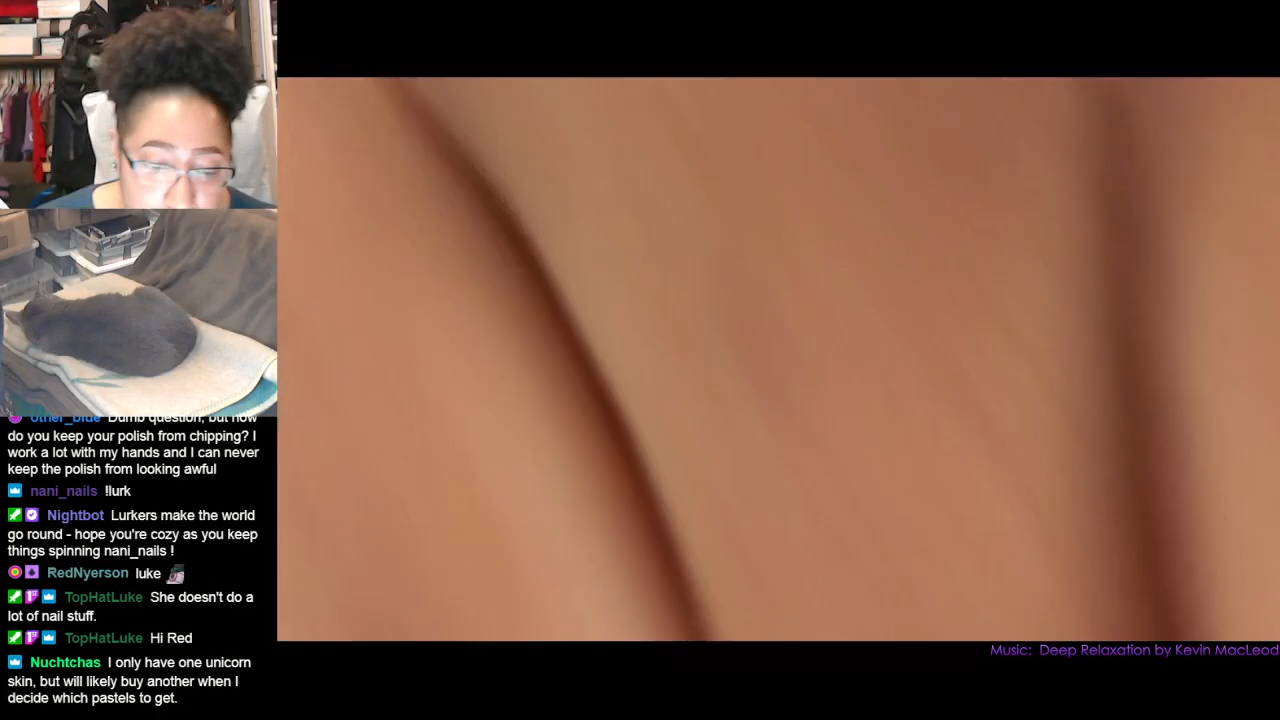 other_blue Dumb question, but how
do you keep your polish from chipping? I
work a lot with my hands and I can never
keep the polish from looking awful
nani_nails !lurk
Nightbot Lurkers make the world
go round - hope you're cozy as you keep
things spinning nani_nails !
RedNyerson luke
TopHatLuke She doesn't do a
lot of nail stuff.
TopHatLuke Hi Red
Nuchtchas I only have one unicorn
skin, but will likely buy another when I
decide which pastels to get.
Music: Deep Relaxation by Kevin MacLeod